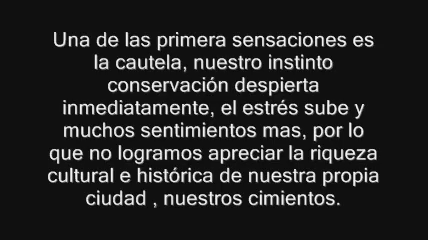 Una de las primera sensaciones es
la cautela, nuestro instinto
conservación despierta
inmediatamente, el estrés sube y
muchos sentimientos mas, por lo
que no logramos apreciar la riqueza
cultural e histórica de nuestra propia
ciudad , nuestros cimientos.